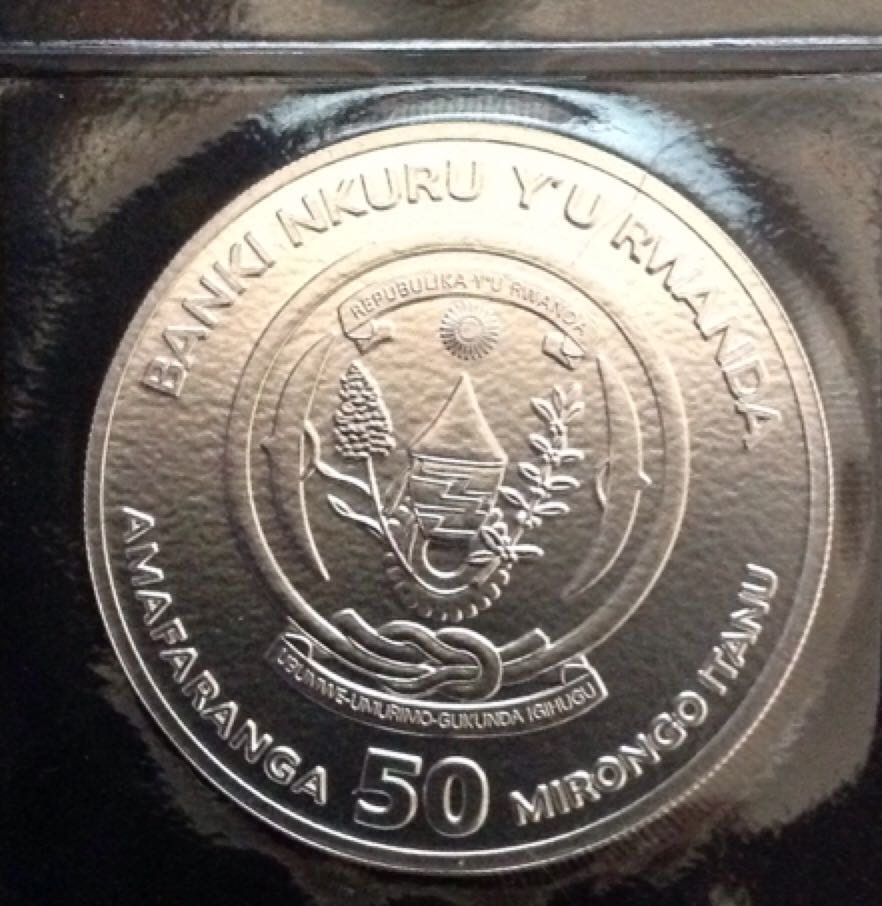 BANKI NKURU Y'U RWANDA
REPUBULIKA Y'U RWANDA
UBUMWE-UMURIMO-GUKUNDA IGIHUGU
AMAFARANGA 50 MIRONGO ITANU